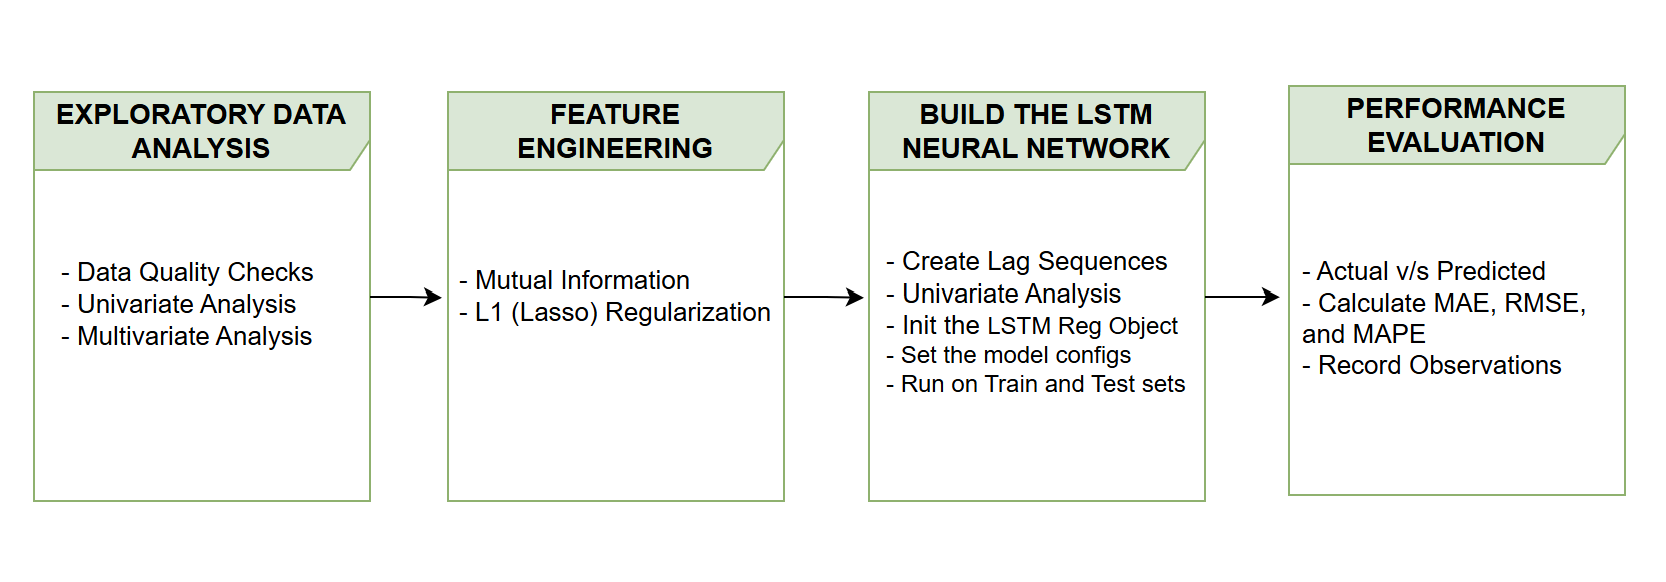 EXPLORATORY DATA
ANALYSIS
- Data Quality Checks
- Univariate Analysis
- Multivariate Analysis
FEATURE
ENGINEERING
- Mutual Information
- L1 (Lasso) Regularization
BUILD THE LSTM
NEURAL NETWORK
- Create Lag Sequences
- Univariate Analysis
- Init the LSTM Reg Object
- Set the model configs
- Run on Train and Test sets
PERFORMANCE
EVALUATION
- Actual v/s Predicted
- Calculate MAE, RMSE,
and MAPE
- Record Observations